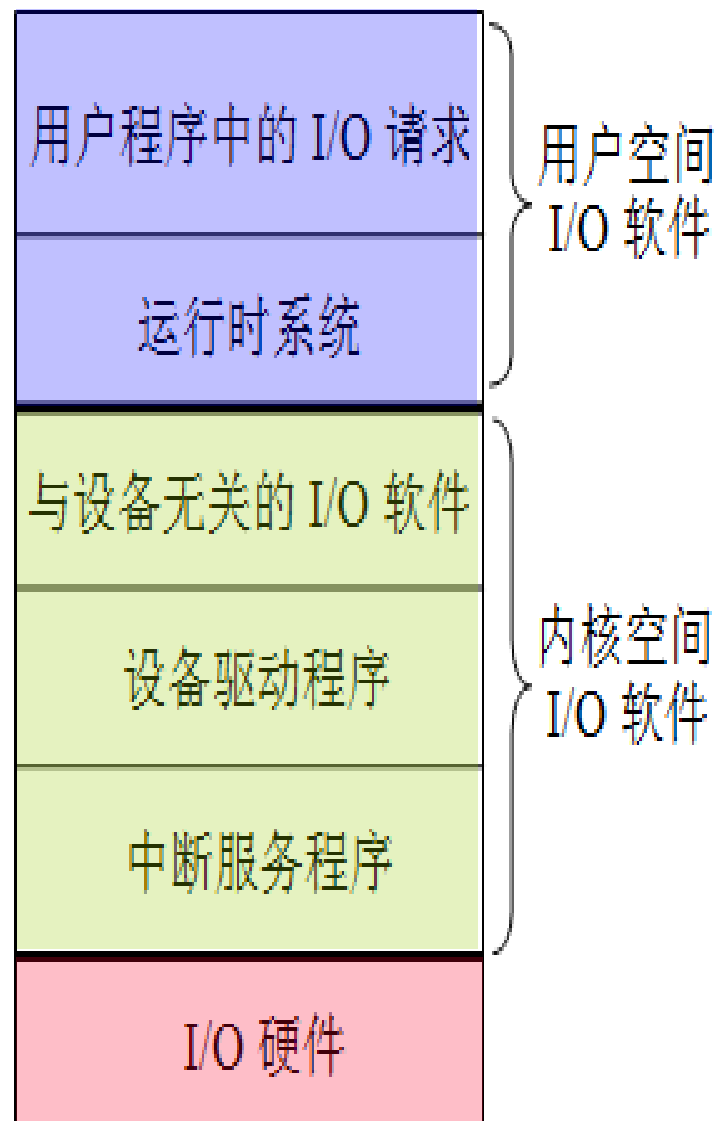 用户程序中的 I/O 请求
运行时系统
用户空间
I/O 软件
与设备无关的 I/O 软件
设备驱动程序
中断服务程序
内核空间
I/O 软件
I/O 硬件